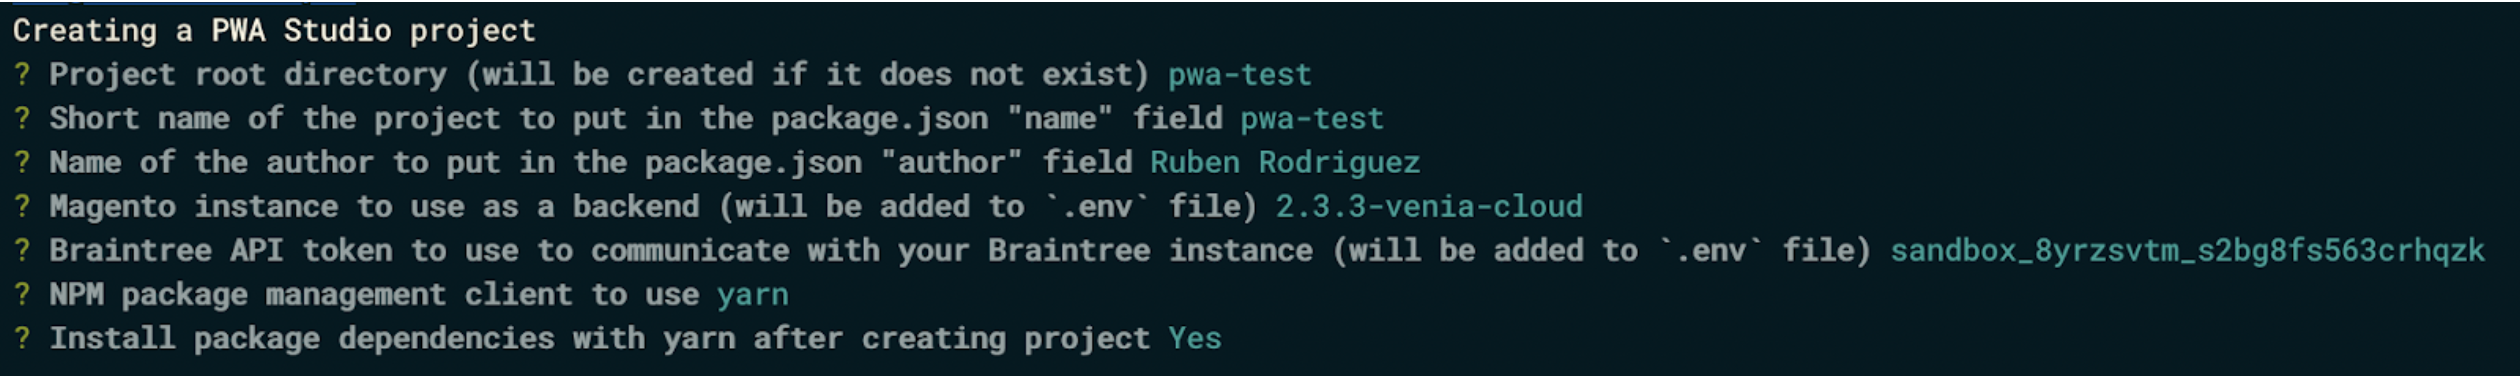 Creating a PWA Studio project
? Project root directory (will be created if it does not exist) pwa-test
? Short name of the project to put in the package.json "name" field pwa-test
? Name of the author to put in the package.json "author" field Ruben Rodriguez
? Magento instance to use as a backend (will be added to `.env` file) 2.3.3-venia-cloud
? Braintree API token to use to communicate with your Braintree instance (will be added to `.env` file) sandbox_8yrzsvtm_s2bg8fs563crhqzk
? NPM package management client to use yarn
? Install package dependencies with yarn after creating project Yes